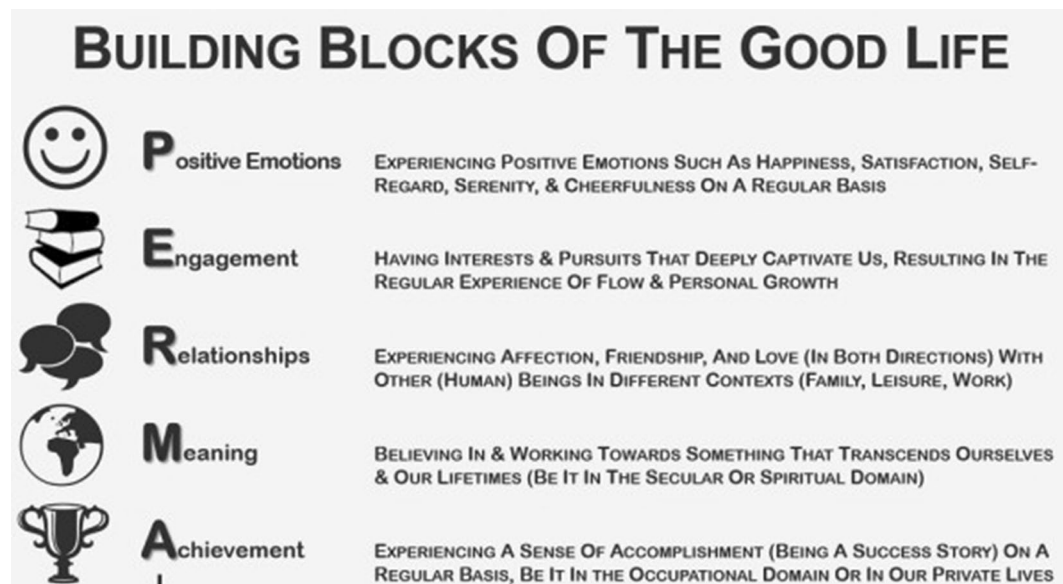 BUILDING BLOCKS OF THE GOOD LIFE
Positive Emotions
EXPERIENCING POSITIVE EMOTIONS SUCH AS HAPPINESS, SATISFACTION, SELF-
REGARD, SERENITY, & CHEERFULNESS ON A REGULAR BASIS
Engagement
HAVING INTERESTS & PURSUITS THAT DEEPLY CAPTIVATE US, RESULTING IN THE
REGULAR EXPERIENCE OF FLOW & PERSONAL GROWTH
Relationships
EXPERIENCING AFFECTION, FRIENDSHIP, AND LOVE (IN BOTH DIRECTIONS) WITH
OTHER (HUMAN) BEINGS IN DIFFERENT CONTEXTS (FAMILY, LEISURE, WORK)
Meaning
BELIEVING IN & WORKING TOWARDS SOMETHING THAT TRANSCENDS OURSELVES
& OUR LIFETIMES (BE IT IN THE SECULAR OR SPIRITUAL DOMAIN)
Achievement
EXPERIENCING A SENSE OF ACCOMPLISHMENT (BEING A SUCCESS STORY) ON A
REGULAR BASIS, BE IT IN THE OCCUPATIONAL DOMAIN OR IN OUR PRIVATE LIVES